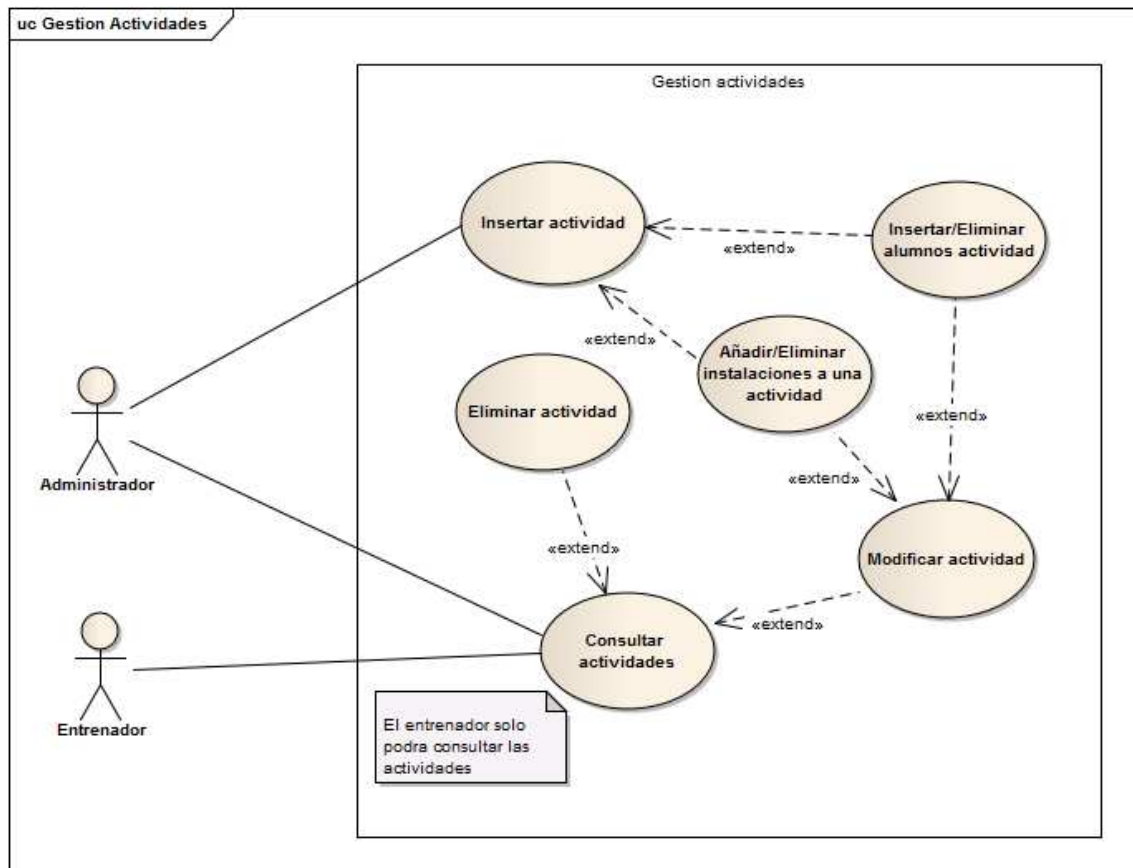 uc Gestion Actividades
Gestion actividades
Insertar actividad
«extend»
Insertar/Eliminar
alumnos actividad
«extend»
Añadir/Eliminar
instalaciones a una
actividad
Eliminar actividad
«extend»
«extend»
Administrador
«extend»
Modificar actividad
«extend»
Consultar
actividades
Entrenador
El entrenador solo
podra consultar las
actividades